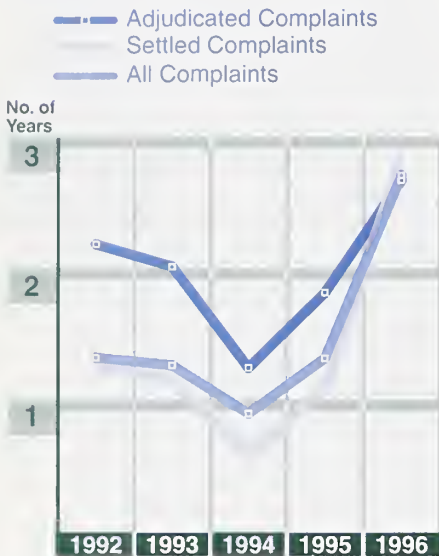 Adjudicated Complaints
Settled Complaints
All Complaints
No. of
Years
3
2
1
1992 1993 1994 1995 1996